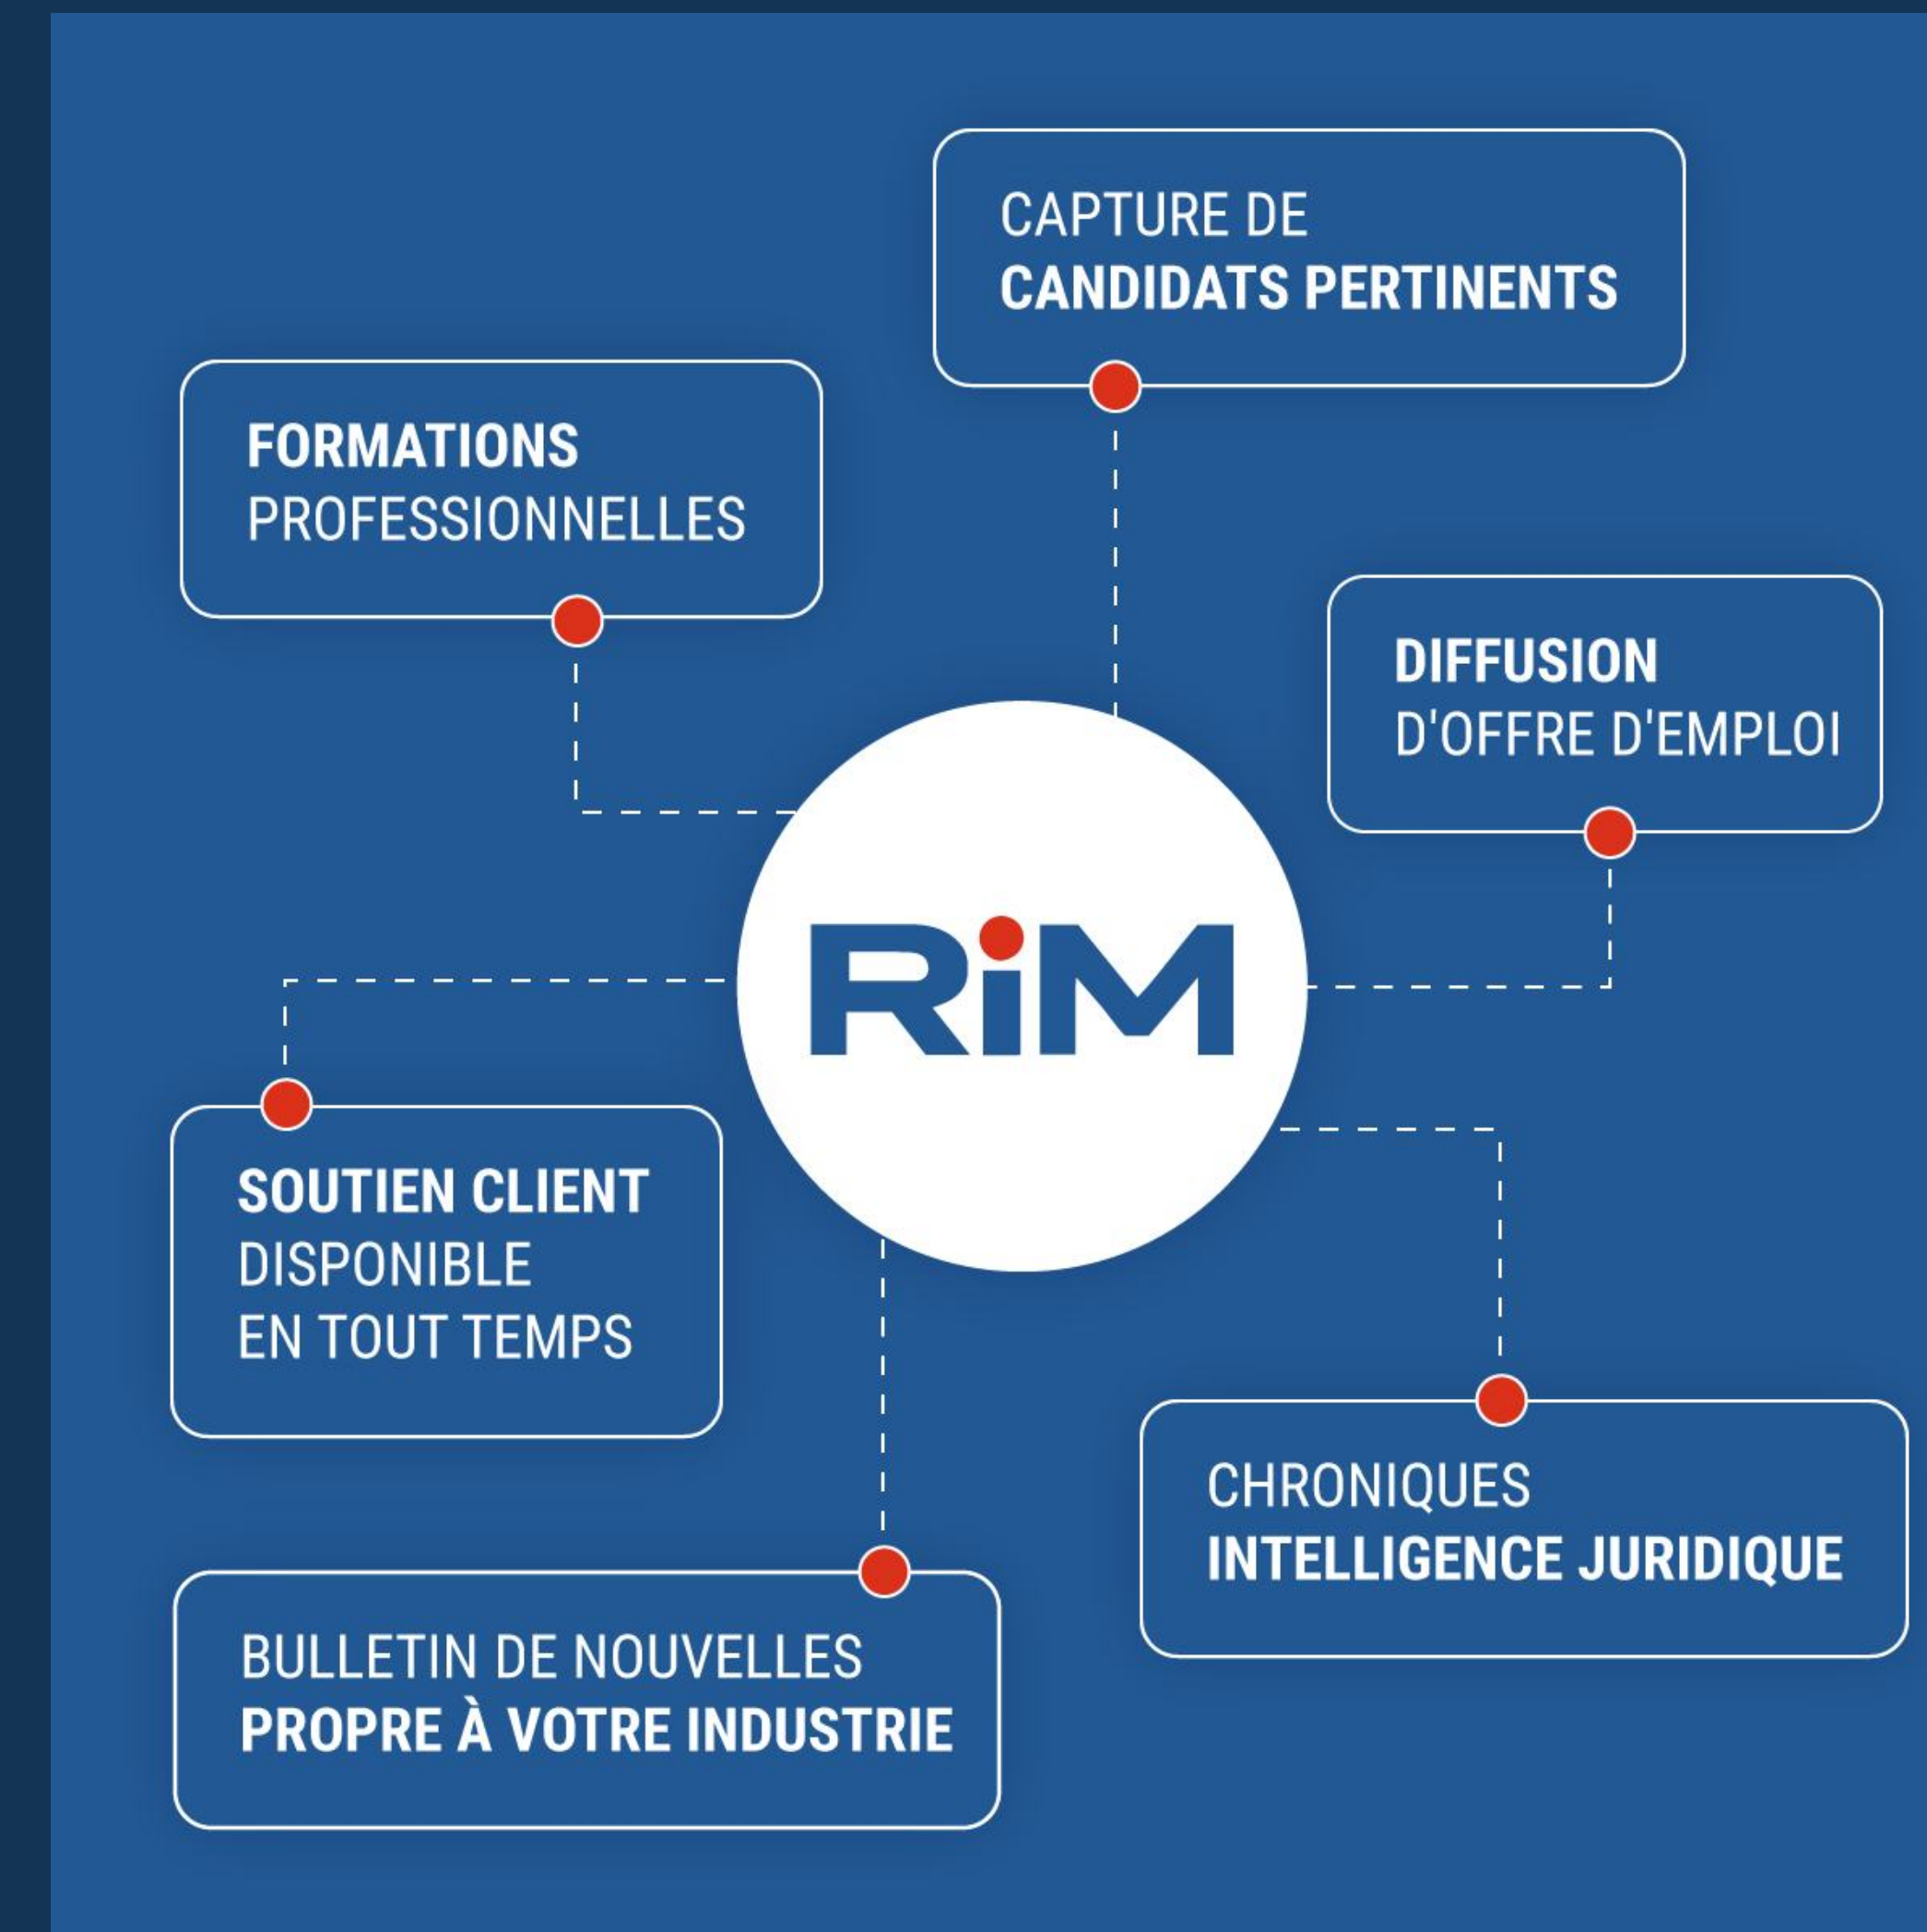 CAPTURE DE
CANDIDATS PERTINENTS
FORMATIONS
PROFESSIONNELLES
DIFFUSION
D'OFFRE D'EMPLOI
RiM
SOUTIEN CLIENT
DISPONIBLE
EN TOUT TEMPS
CHRONIQUES
INTELLIGENCE JURIDIQUE
BULLETIN DE NOUVELLES
PROPRE À VOTRE INDUSTRIE